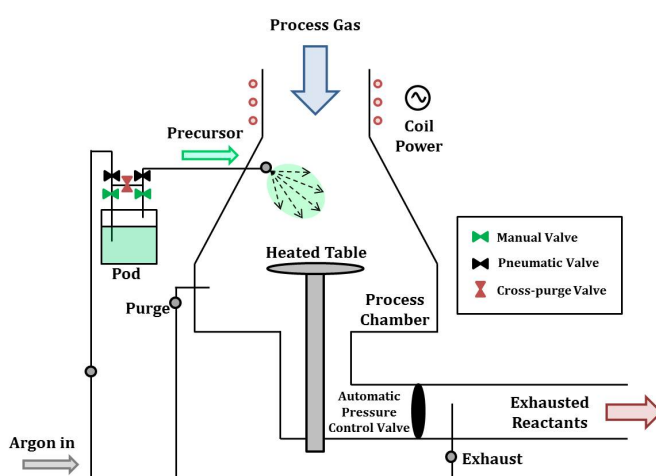 Process Gas
Coil
Power
Precursor
Pod
Manual Valve
Pneumatic Valve
Cross-purge Valve
Heated Table
Purge
Process
Chamber
Automatic
Pressure
Control Valve
Exhausted
Reactants
Argon in
Exhaust